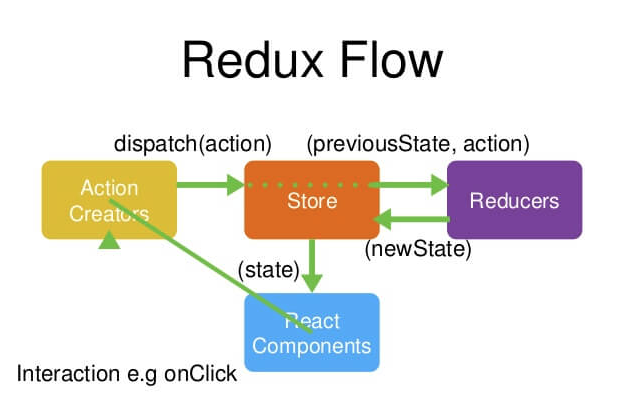 Redux Flow
dispatch(action)
(previousState, action)
Action
Creators
Store
Reducers
(newState)
(state)
React
Components
Interaction e.g onClick